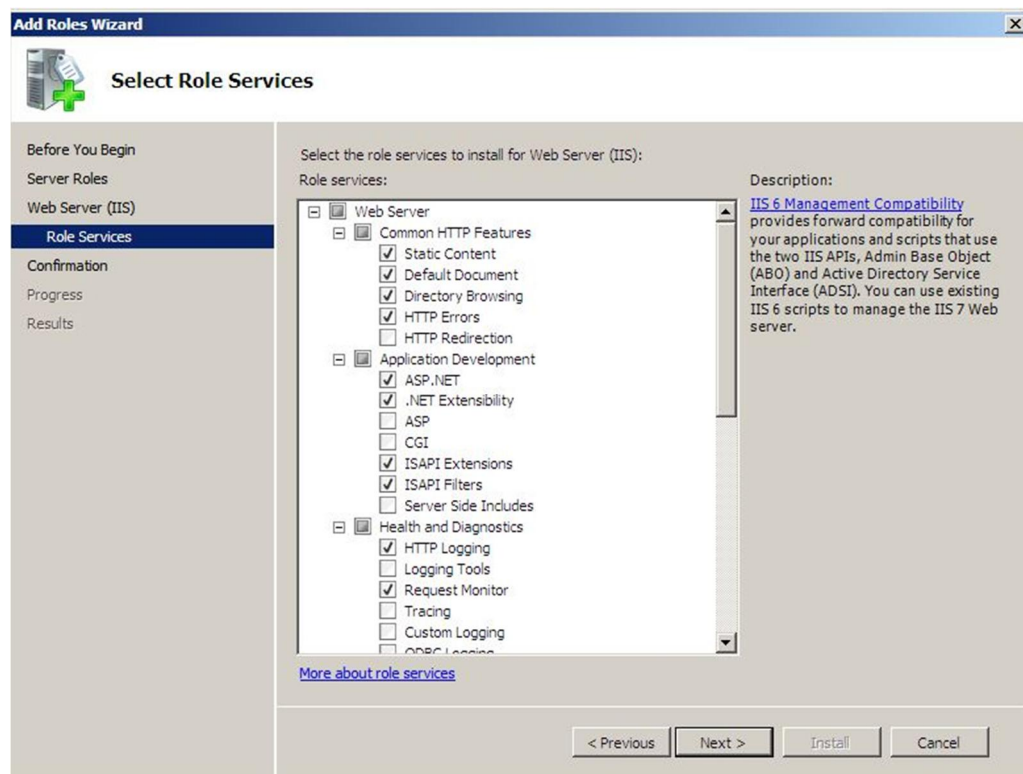 Add Roles Wizard
Select Role Services
Before You Begin
Server Roles
Web Server (IIS)
Role Services
Confirmation
Progress
Results
Select the role services to install for Web Server (IIS):
Role services:
Web Server
Common HTTP Features
Static Content
Default Document
Directory Browsing
HTTP Errors
HTTP Redirection
Application Development
ASP.NET
.NET Extensibility
ASP
CGI
ISAPI Extensions
ISAPI Filters
Server Side Includes
Health and Diagnostics
HTTP Logging
Logging Tools
Request Monitor
Tracing
Custom Logging
ODBC Logging
More about role services
Description:
IIS 6 Management Compatibility
provides forward compatibility for
your applications and scripts that use
the two IIS APIs, Admin Base Object
(ABO) and Active Directory Service
Interface (ADSI). You can use existing
IIS 6 scripts to manage the IIS 7 Web
server.
< Previous
Next >
Install
Cancel